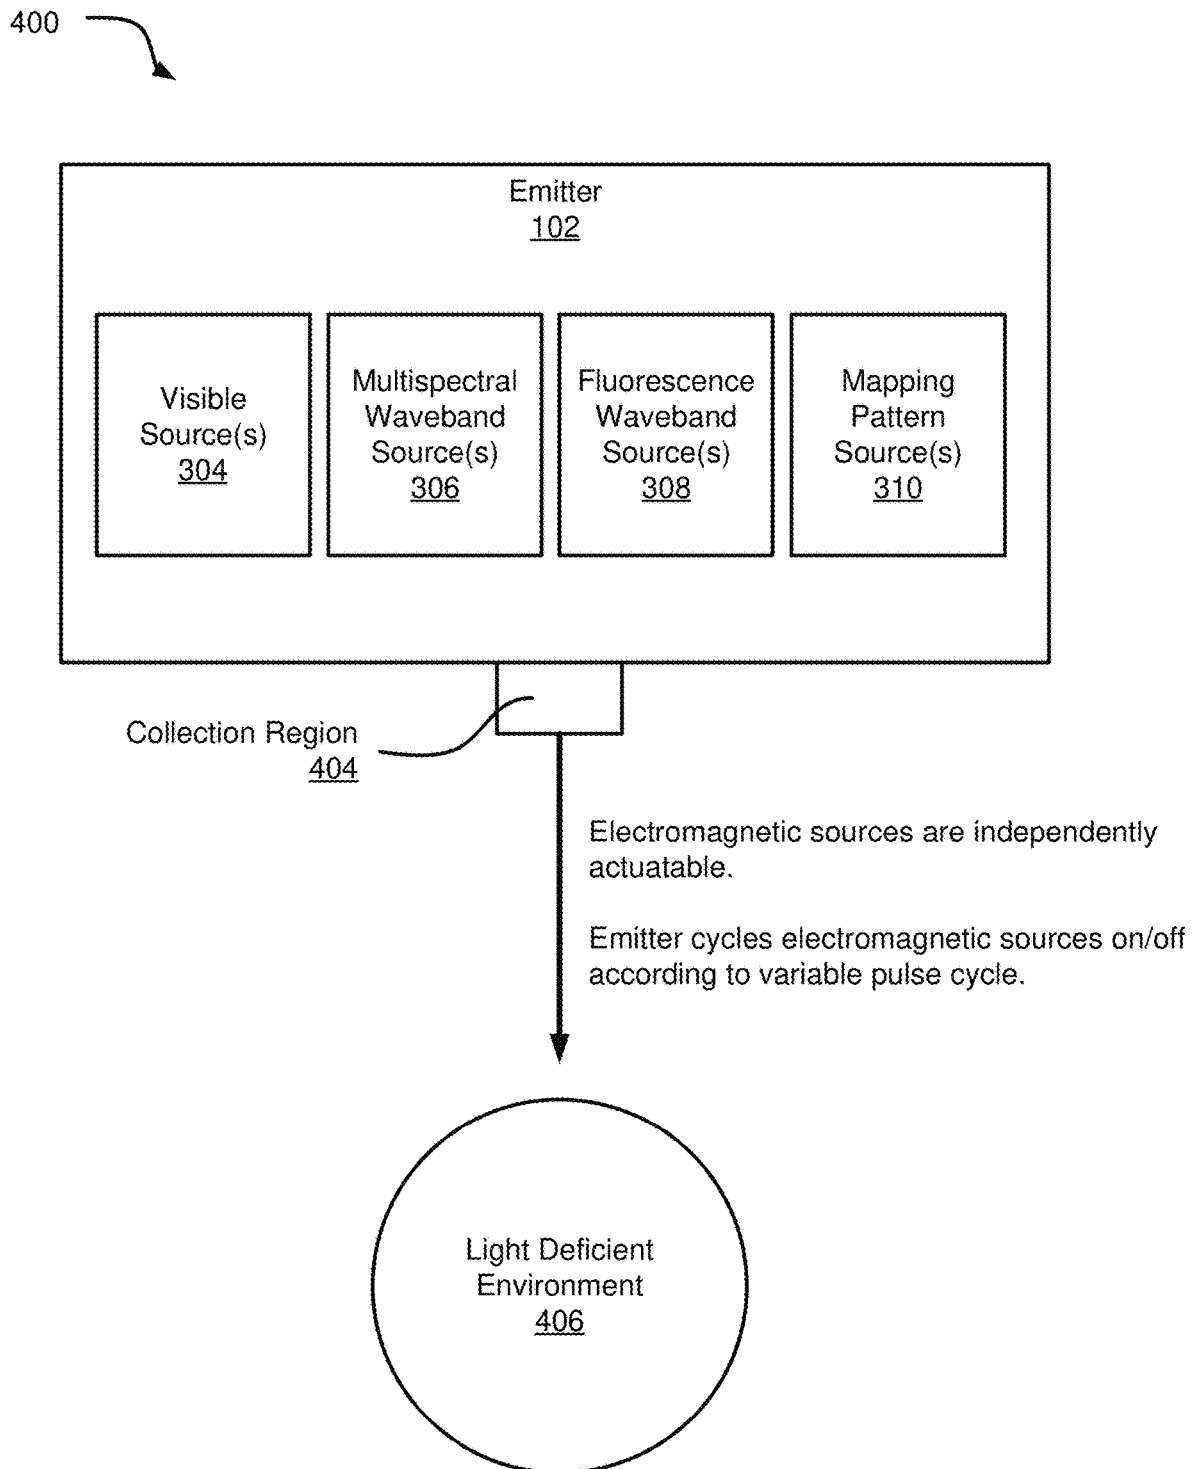 400
Emitter
102
Visible
Source(s)
304
Multispectral
Waveband
Source(s)
306
Fluorescence
Waveband
Source(s)
308
Mapping
Pattern
Source(s)
310
Collection Region
404
Electromagnetic sources are independently
actuatable.
Emitter cycles electromagnetic sources on/off
according to variable pulse cycle.
Light Deficient
Environment
406